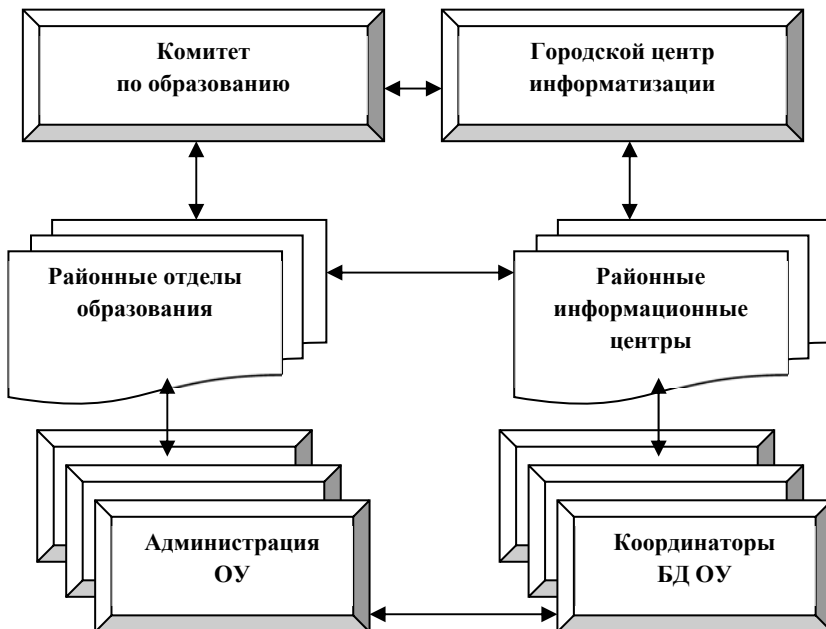 Комитет
по образованию
Городской центр
информатизации
Районные отделы
образования
Районные
информационные
центры
Администрация
ОУ
Координаторы
БД ОУ